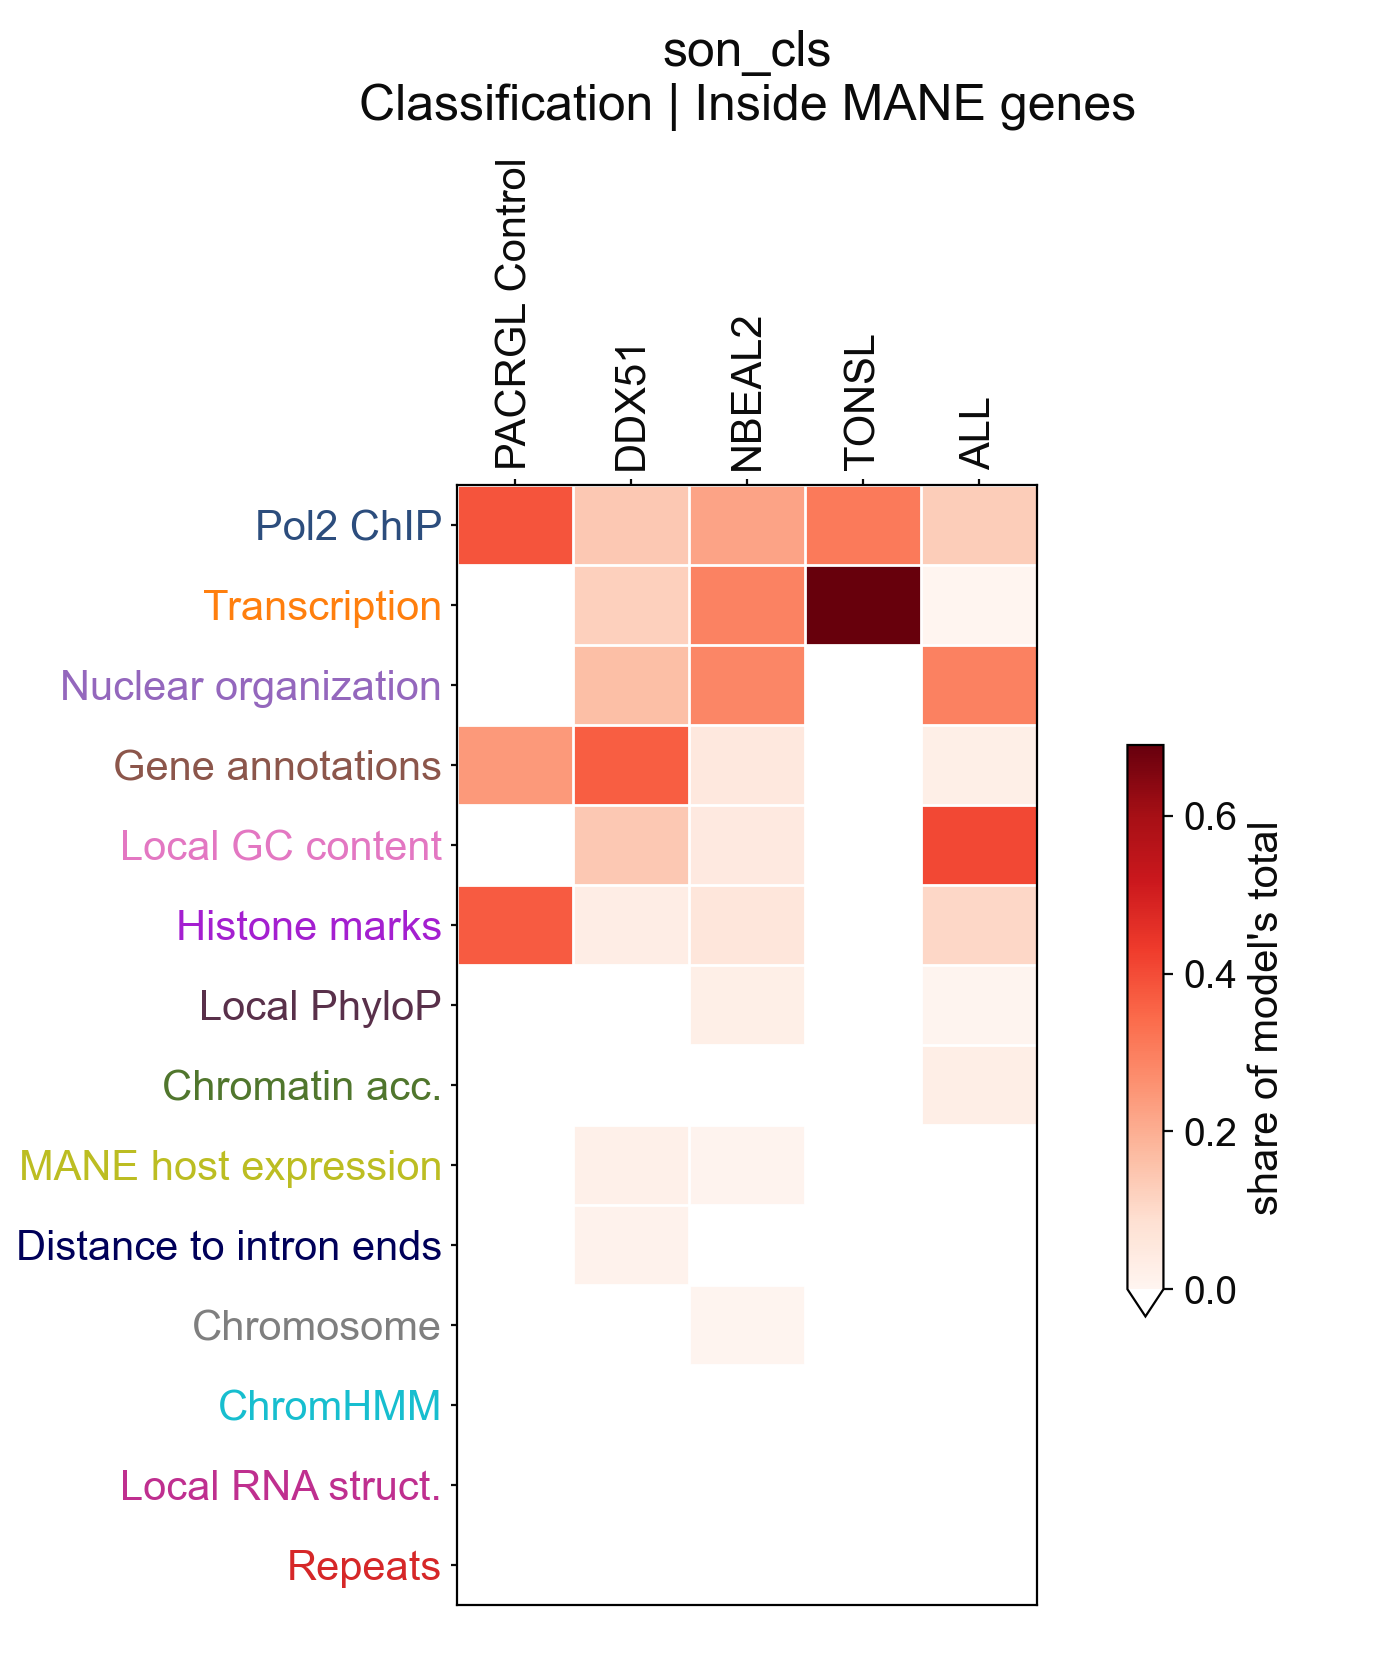 son_cls
Classification | Inside MANE genes
PACRGL Control
DDX51
NBEAL2
TONSL
ALL
Pol2 ChIP
Transcription
Nuclear organization
Gene annotations
Local GC content
Histone marks
Local PhyloP
Chromatin acc.
MANE host expression
Distance to intron ends
Chromosome
ChromHMM
Local RNA struct.
Repeats
0.6
0.4
0.2
0.0
share of model's total